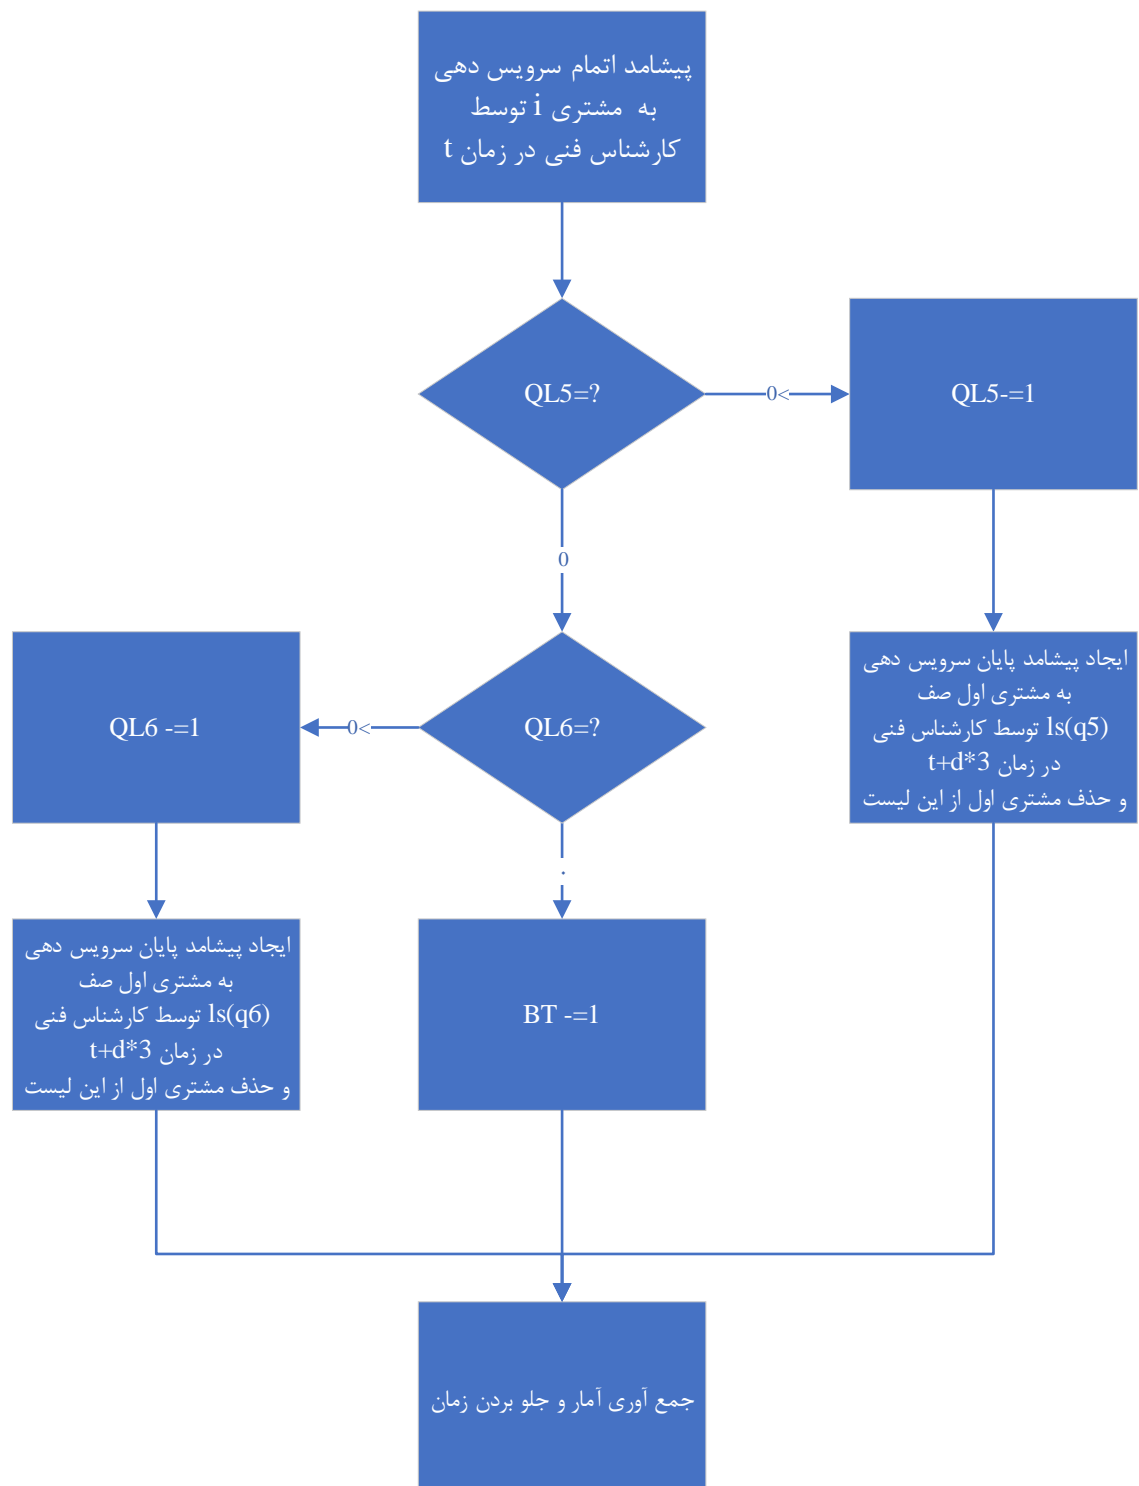 پیشامد اتمام سرویس دهی
به مشتری i توسط
کارشناس فنی در زمان t
QL5=?
0<
QL5-=1
0
ایجاد پیشامد پایان سرویس دهی
به مشتری اول صف
ls(q5) توسط کارشناس فنی
در زمان t+d*3
و حذف مشتری اول از این لیست
QL6=?
0<
QL6 -=1
۰
ایجاد پیشامد پایان سرویس دهی
به مشتری اول صف
ls(q6) توسط کارشناس فنی
در زمان t+d*3
و حذف مشتری اول از این لیست
BT -=1
جمع آوری آمار و جلو بردن زمان